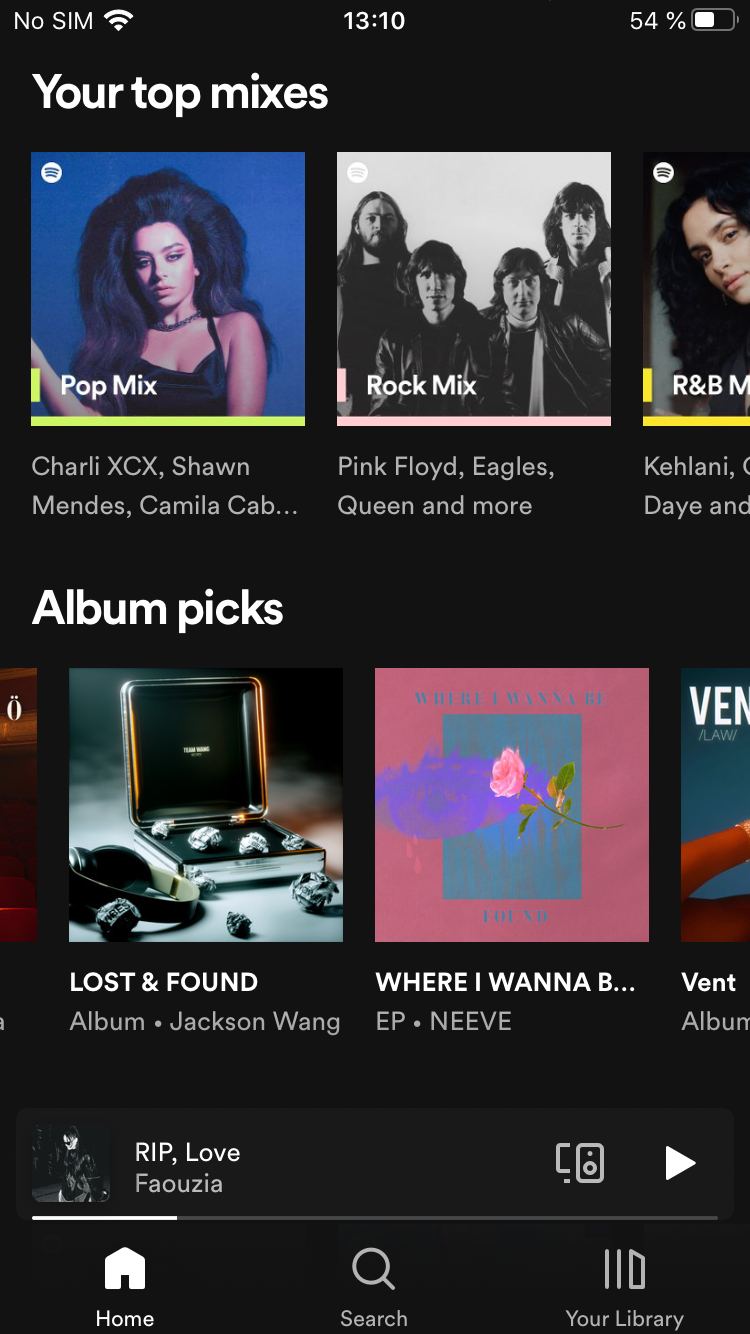 No SIM 13:10 54 %
Your top mixes
Pop Mix Rock Mix R&B M
Charli XCX, Shawn
Mendes, Camila Cab...
Pink Floyd, Eagles,
Queen and more
Kehlani,
Daye and
Album picks
Ö
TEAM WANG
WHERE I WANNA BE
FOUND
VEN
/LAW/
LOST & FOUND
Album • Jackson Wang
WHERE I WANNA B...
EP • NEEVE
Vent
Album
RIP, Love
Faouzia
Home Search Your Library